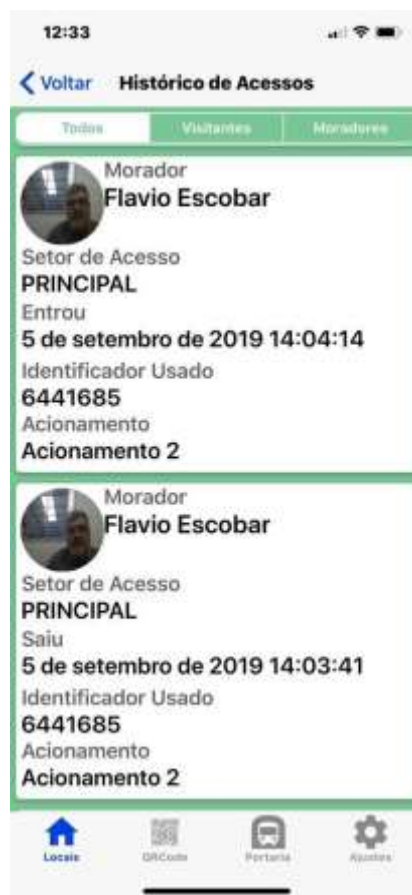 12:33
Voltar Histórico de Acessos
Todos Visitantes Moradores
Morador
Flavio Escobar
Setor de Acesso
PRINCIPAL
Entrou
5 de setembro de 2019 14:04:14
Identificador Usado
6441685
Acionamento
Acionamento 2
Morador
Flavio Escobar
Setor de Acesso
PRINCIPAL
Saiu
5 de setembro de 2019 14:03:41
Identificador Usado
6441685
Acionamento
Acionamento 2
Locais QRCode Portaria Ajustes